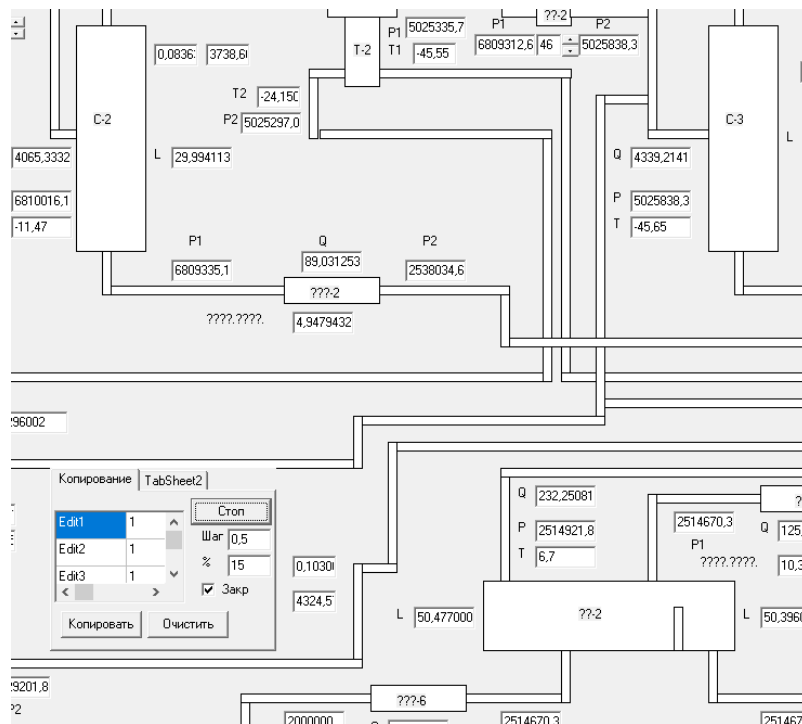 P1
5025335,7
T1
-45,55
T-2
P1
??-2
P2
6809312,6
46
5025838,3
0,0836
3738,6
T2
-24,150
P2
5025297,0
C-2
C-3
4065,3332
L
29,994113
Q
4339,2141
L
6810016,1
P
5025838,3
-11,47
T
-45,65
P1
Q
P2
6809335,1
89,031253
2538034,6
???-2
????.????.
4,9479432
296002
Копирование
TabSheet2
Edit1
1
Edit2
1
Edit3
1
Стоп
Шаг
0,5
%
15
Закр
Копировать
Очистить
0,1030
4324,5
Q
232,25081
P
2514921,8
T
6,7
2514670,3
P1
Q
125,
????.????.
10,3
L
50,477000
??-2
L
50,396
29201,8
P2
???-6
2000000
2514670,3
251467